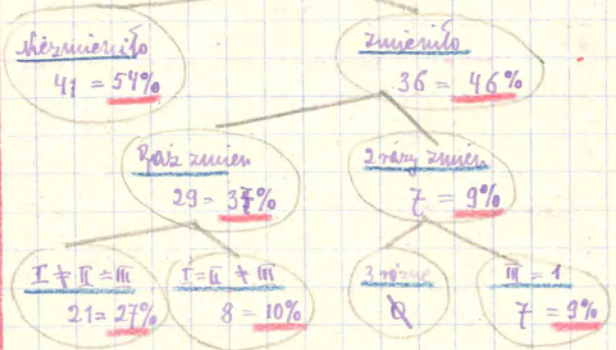 Niezmieniło
41 = 54%
zmieniło
36 = 46%
Raz zmien
29 = 37%
2 razy zmien
7 = 9%
I ≠ II = III
21 = 27%
I = II ≠ III
8 = 10%
3 różne
0
III = 1
7 = 9%